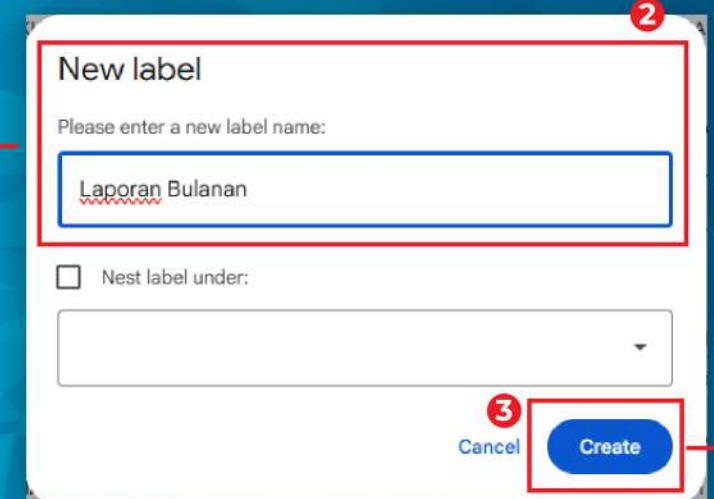 2
New label
Please enter a new label name:
Laporan Bulanan
Nest label under:
3
Cancel
Create